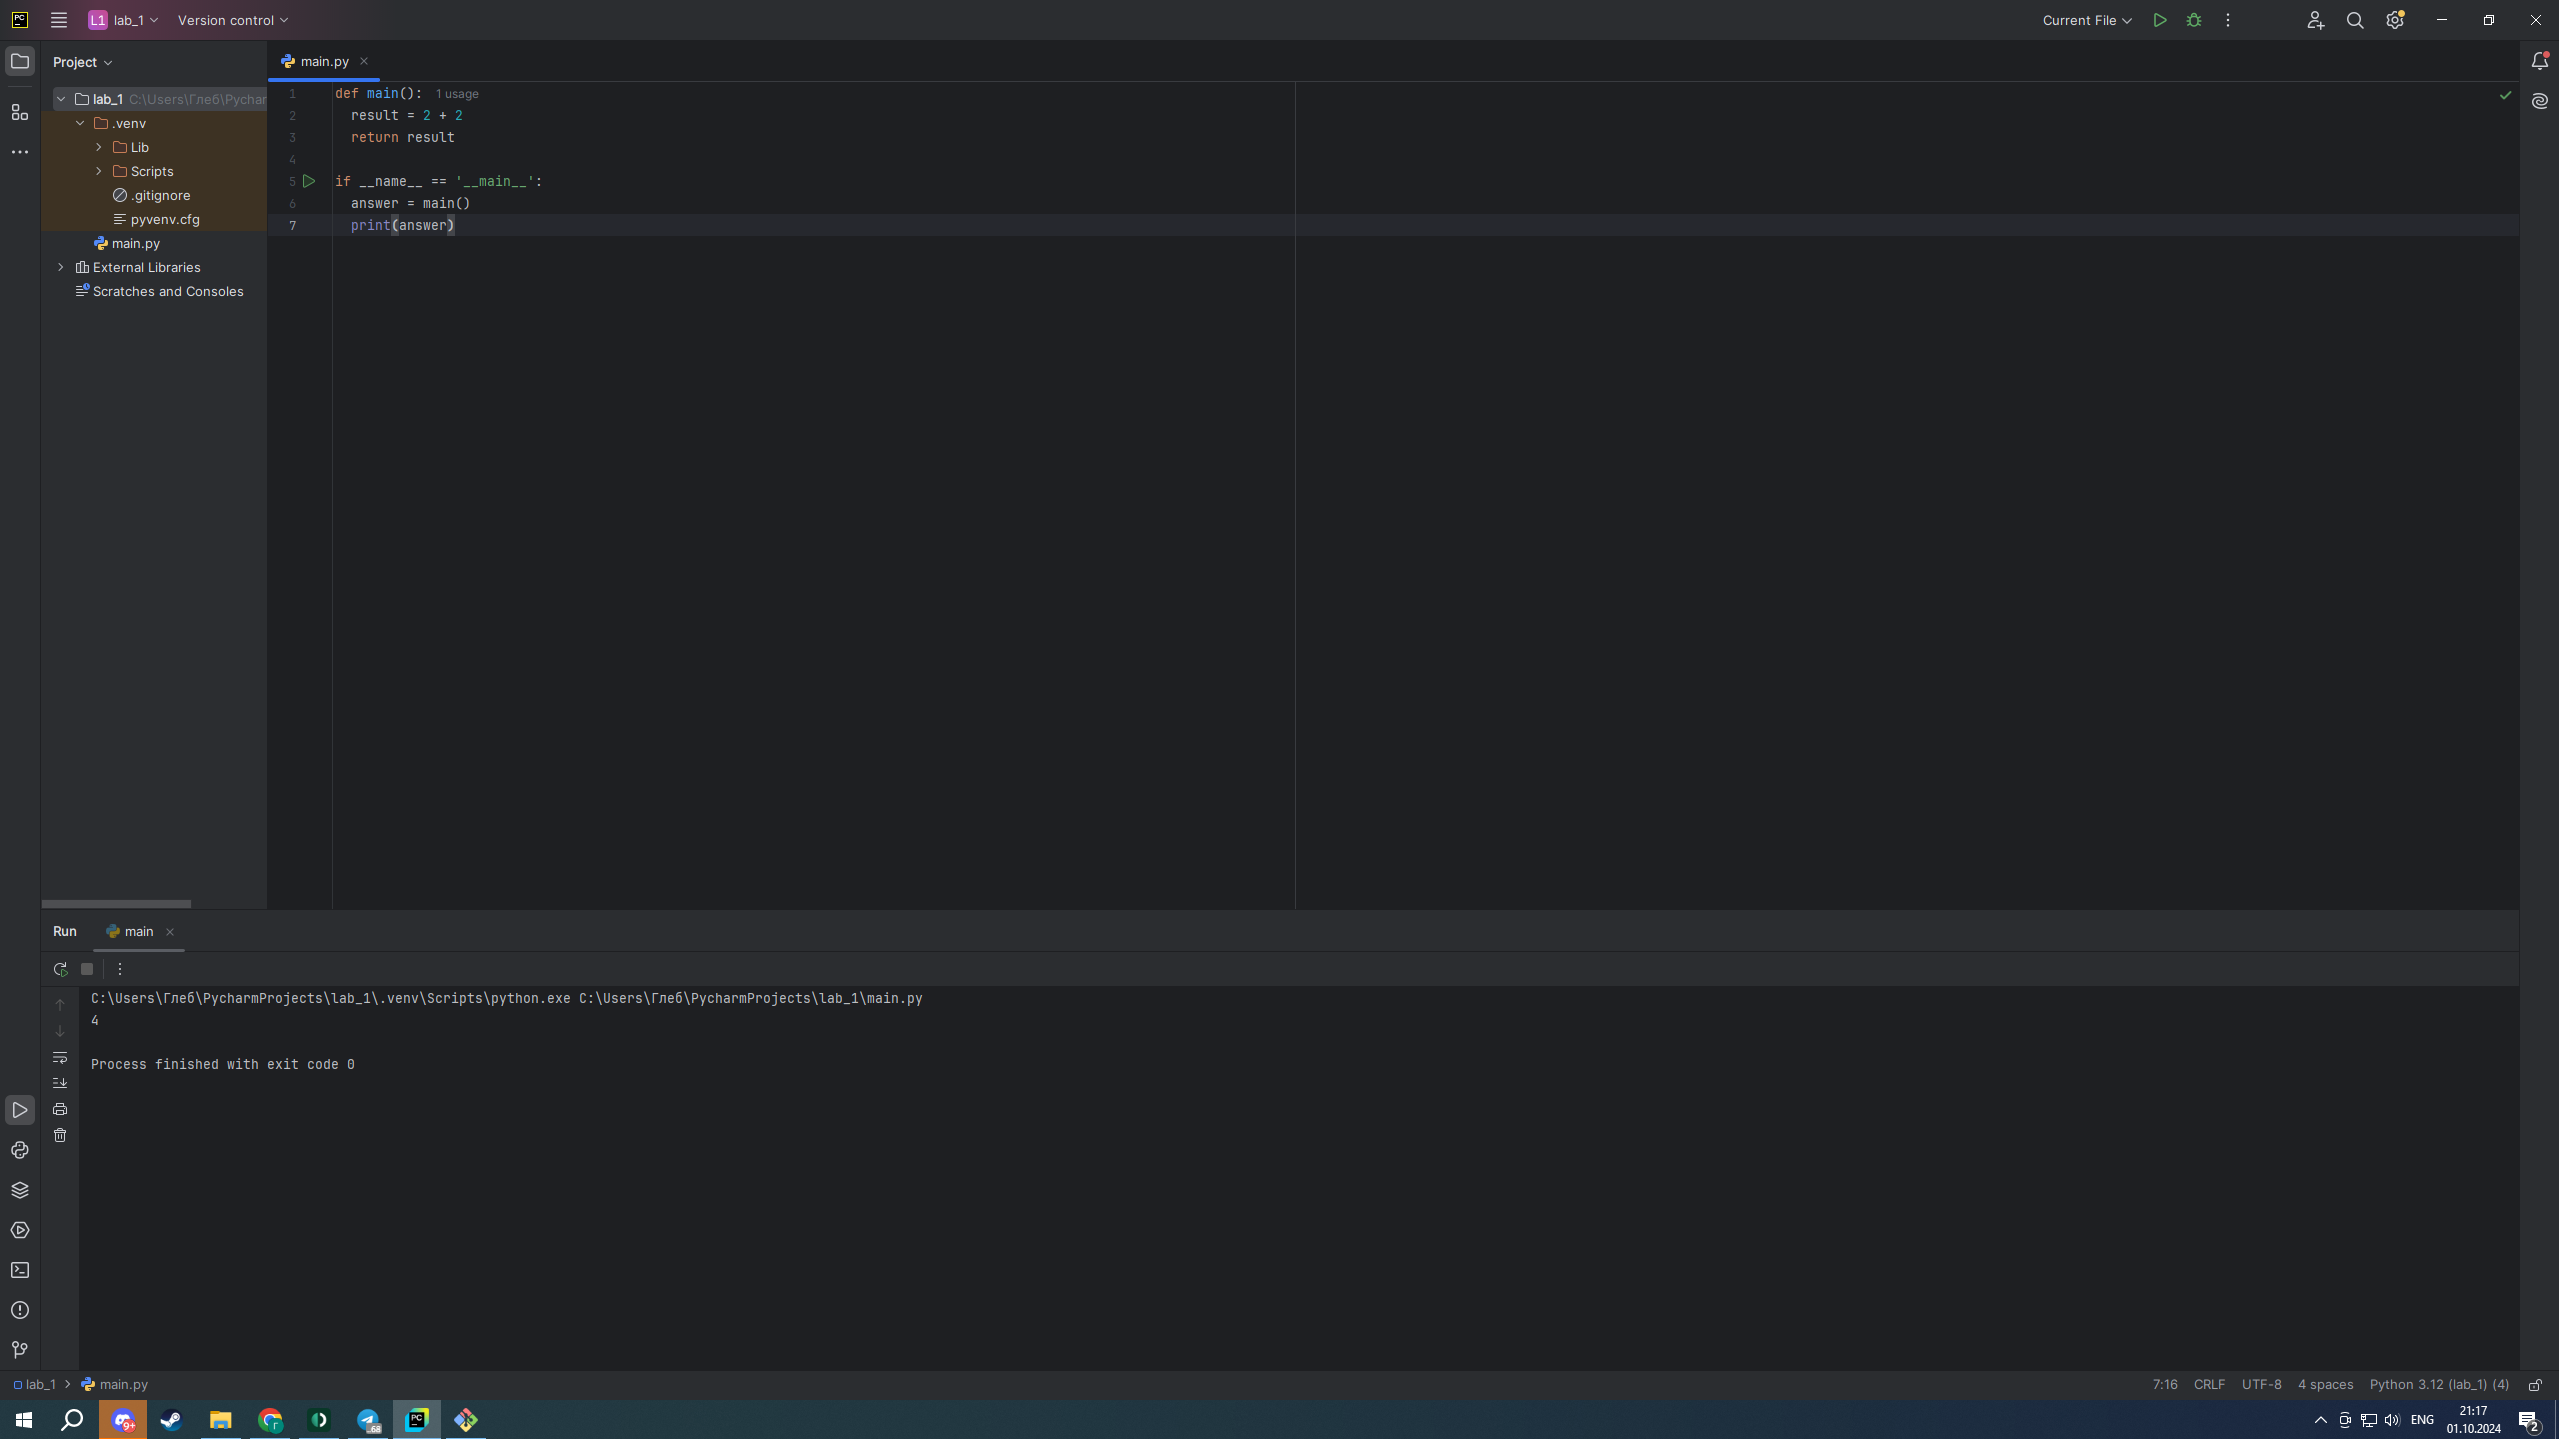 L1 lab_1 Version control Current File
Project main.py
lab_1 C:\Users\Глеб\Pychar
.venv
Lib
Scripts
.gitignore
pyvenv.cfg
main.py
External Libraries
Scratches and Consoles
1 def main(): 1 usage
2 result = 2 + 2
3 return result
4
5 if __name__ == '__main__':
6 answer = main()
7 print(answer)
Run main
C:\Users\Глеб\PycharmProjects\lab_1\.venv\Scripts\python.exe C:\Users\Глеб\PycharmProjects\lab_1\main.py
4
Process finished with exit code 0
lab_1 main.py 7:16 CRLF UTF-8 4 spaces Python 3.12 (lab_1) (4)
9+ Г 68 PC ENG 21:17
01.10.2024 2